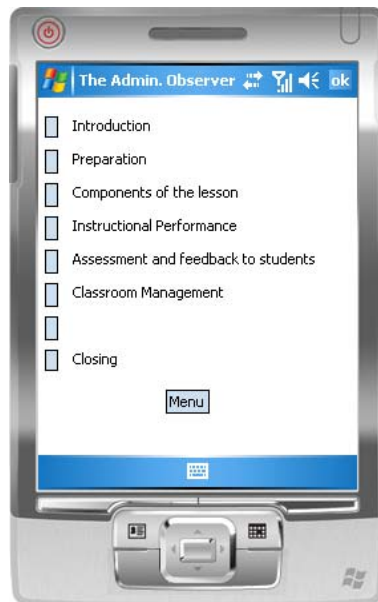 The Admin. Observer ok
Introduction
Preparation
Components of the lesson
Instructional Performance
Assessment and feedback to students
Classroom Management
Closing
Menu